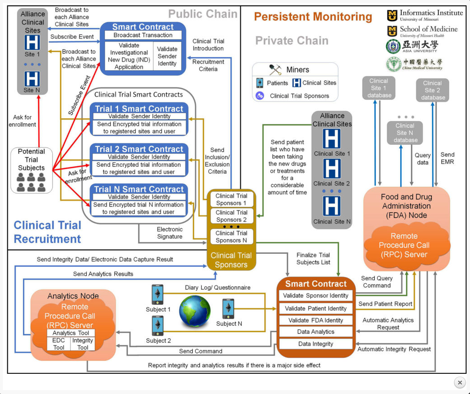 Alliance
Clinical
Sites
Site 1
Site N
Broadcast to
each Alliance
Clinical Sites
Subscribe Event
Broadcast to
each Alliance
Clinical Sites
Smart Contract
Broadcast Transaction
Validate
Investigational
New Drug (IND)
Application
Validate
Sender
Identity
Public Chain
Clinical Trial
Introduction
Recruitment
Criteria
Persistent Monitoring
Private Chain
Informatics Institute
School of Medicine
亞洲大學
ASIA UNIVERSITY
中國醫藥大學
China Medical University
Miners
Patients
Clinical Sites
Clinical Trial Sponsors
Subscribe Event
Ask for
enrollment
Ask for
enrollment
Potential
Trial
Subjects
Clinical Trial Smart Contracts
Trial 1 Smart Contract
Validate Sender Identity
Send Encrypted trial information
to registered sites and user
Trial 2 Smart Contract
Validate Sender Identity
Send Encrypted trial information
to registered sites and user
Trial N Smart Contract
Validate Sender Identity
Send Encrypted Trial N information
to registered sites and user
Send
Inclusion/
Exclusion
Criteria
Send patient
list who have been
taking the
new drug
or treatments
for a
considerable
amount of time
Alliance
Clinical Sites
Clinical Site 1
Clinical Site 2
Clinical Site N
Clinical
Site 1
database
Clinical
Site 2
database
Clinical
Site N
database
Query
data
Send
EMR
Food and Drug
Administration
(FDA) Node
Remote
Procedure Call
(RPC) Server
Clinical Trial
Recruitment
Electronic
Signature
Clinical Trial
Sponsors 1
Clinical Trial
Sponsors 2
Clinical Trial
Sponsors N
Clinical Trial
Sponsors
Finalize Trial
Subjects List
Send Integrity Data/ Electronic Data Capture Result
Send Analytics Results
Analytics Node
Remote
Procedure Call
(RPC) Server
Analytics Tool
EDC
Tool
Integrity
Tool
Diary Log/ Questionnaire
Subject 1
Subject N
Subject 2
Send Command
Smart Contract
Validate Sponsor Identity
Validate Patient Identity
Validate FDA Identity
Data Analytics
Data Integrity
Send Query
Command
Send Patient Report
Automatic Analytics
Request
Automatic Integrity Request
Report integrity and analytics results if there is a major side effect